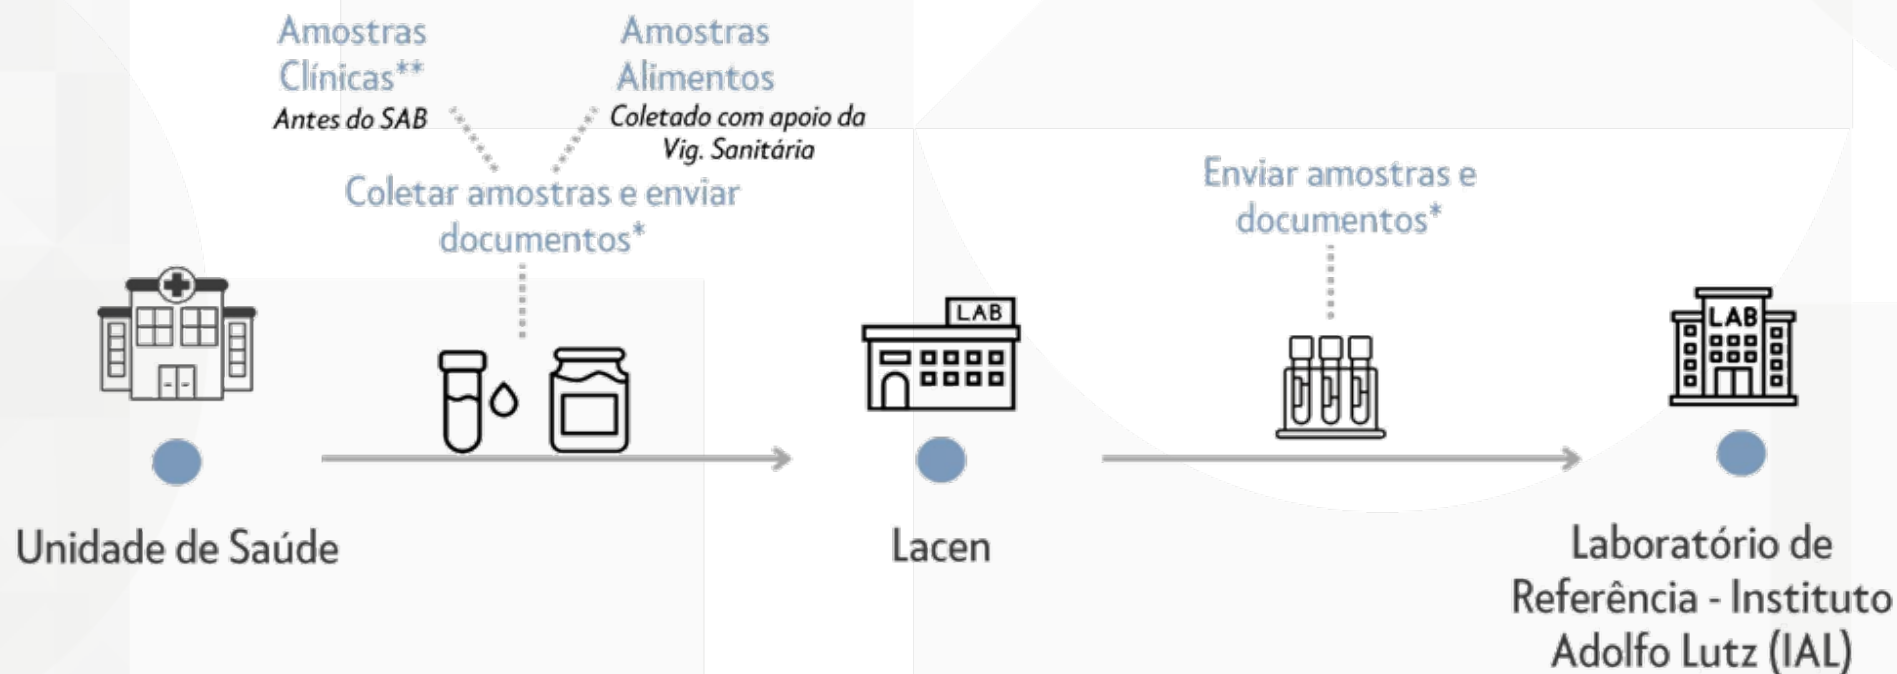 Amostras
Clínicas**
Antes do SAB
Amostras
Alimentos
Coletado com apoio da
Vig. Sanitária
Coletar amostras e enviar
documentos*
Enviar amostras e
documentos*
LAB
LAB
Unidade de Saúde
Lacen
Laboratório de
Referência - Instituto
Adolfo Lutz (IAL)